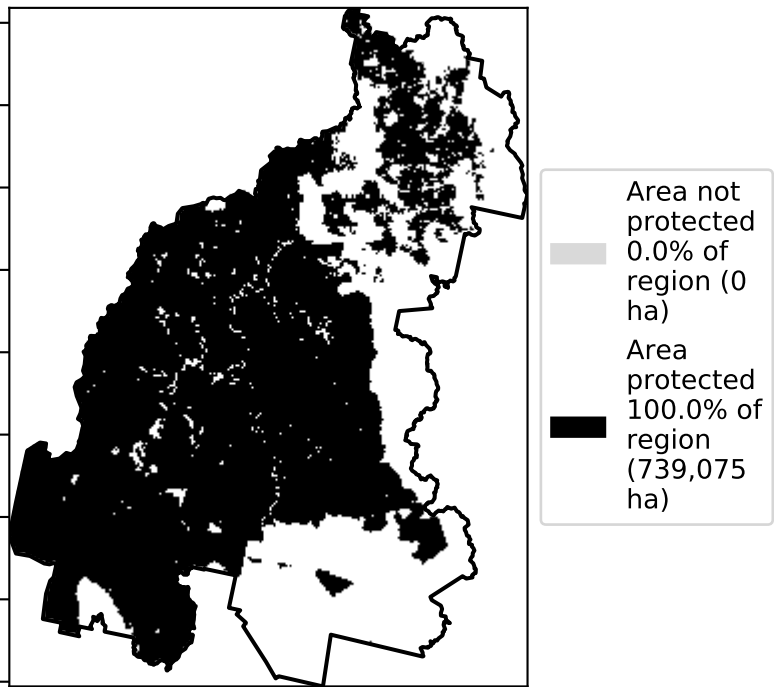 Area not
protected
0.0% of
region (0
ha)
Area
protected
100.0% of
region
(739,075
ha)